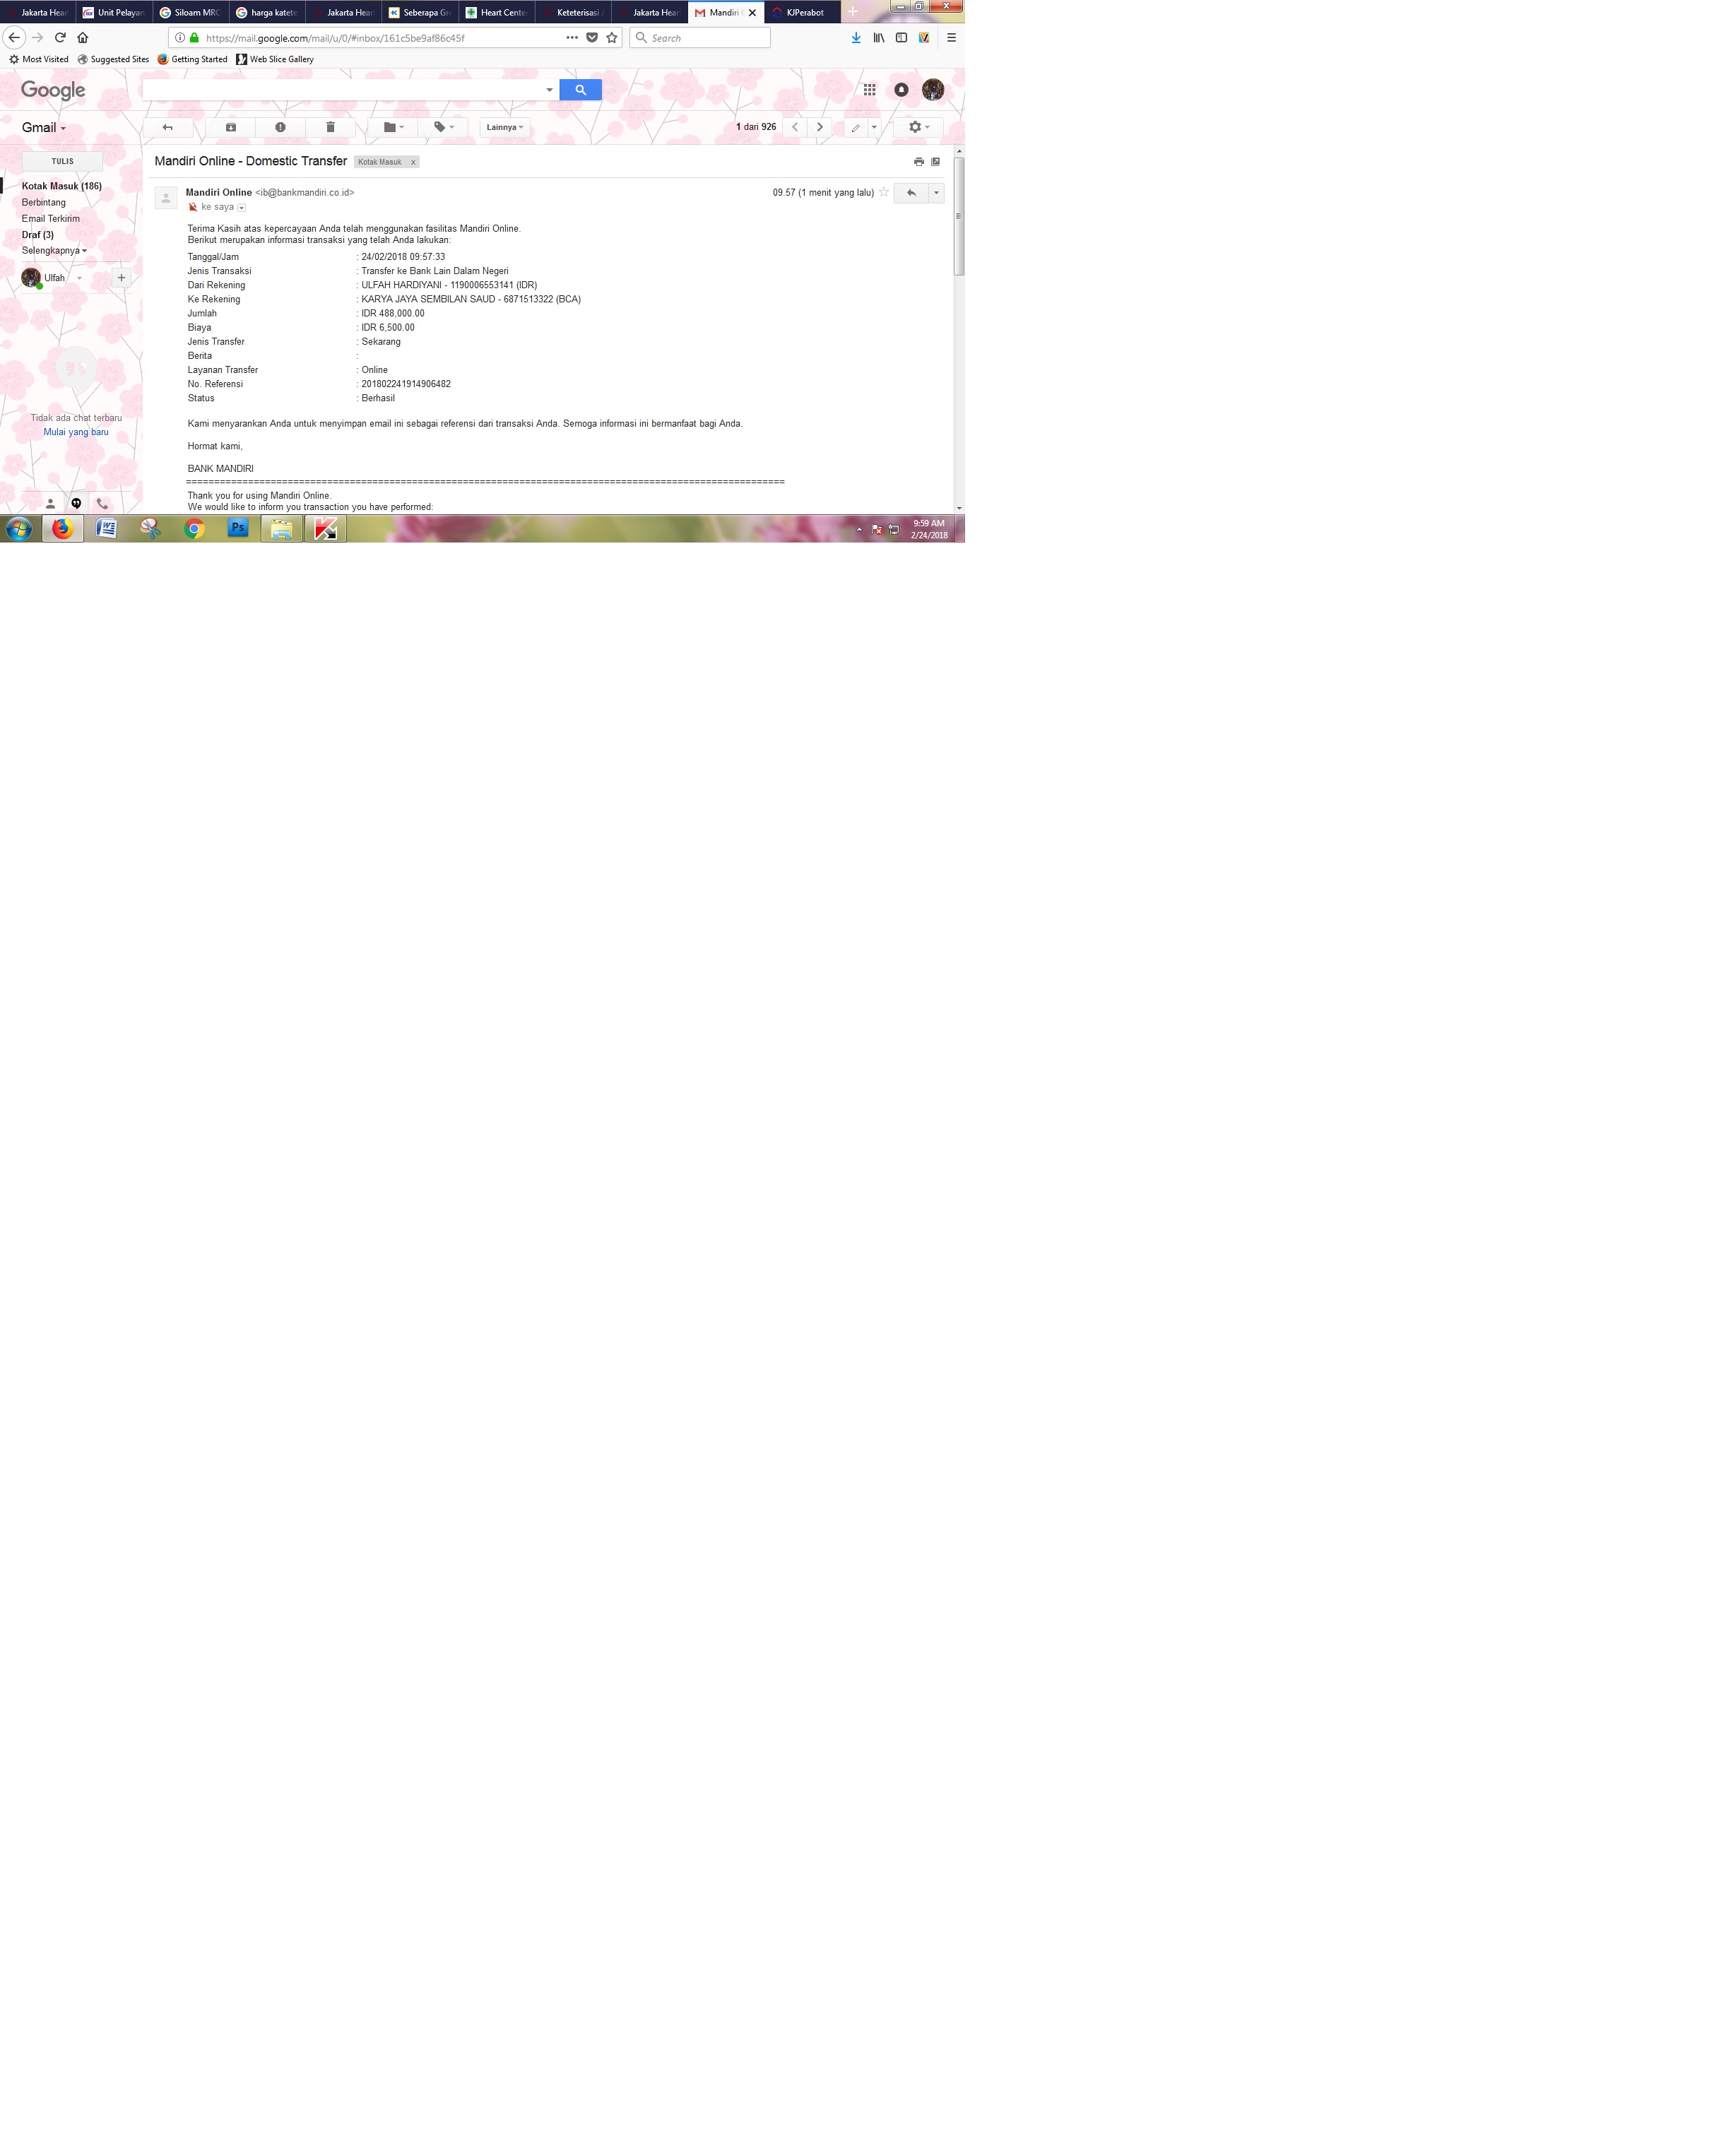 Jakarta Hear
Unit Pelayan
Siloam MRC
harga katete
Jakarta Hear
Seberapa Gr
Heart Cente
Keteterisasi J
Jakarta Hear
Mandiri O
KJPerabot
https://mail.google.com/mail/u/0/#inbox/161c5be9af86c45f
Search
Most Visited
Suggested Sites
Getting Started
Web Slice Gallery
Google
Gmail
Lainnya
1 dari 926
TULIS
Kotak Masuk (186)
Berbintang
Email Terkirim
Draf (3)
Selengkapnya
Ulfah
Tidak ada chat terbaru
Mulai yang baru
Mandiri Online - Domestic Transfer Kotak Masuk x
Mandiri Online <ib@bankmandiri.co.id> 09.57 (1 menit yang lalu)
ke saya
Terima Kasih atas kepercayaan Anda telah menggunakan fasilitas Mandiri Online.
Berikut merupakan informasi transaksi yang telah Anda lakukan:
Tanggal/Jam : 24/02/2018 09:57:33
Jenis Transaksi : Transfer ke Bank Lain Dalam Negeri
Dari Rekening : ULFAH HARDIYANI - 1190006553141 (IDR)
Ke Rekening : KARYA JAYA SEMBILAN SAUD - 6871513322 (BCA)
Jumlah : IDR 488,000.00
Biaya : IDR 6,500.00
Jenis Transfer : Sekarang
Berita :
Layanan Transfer : Online
No. Referensi : 201802241914906482
Status : Berhasil
Kami menyarankan Anda untuk menyimpan email ini sebagai referensi dari transaksi Anda. Semoga informasi ini bermanfaat bagi Anda.
Hormat kami,
BANK MANDIRI
Thank you for using Mandiri Online.
We would like to inform you transaction you have performed:
Ps
9:59 AM
2/24/2018